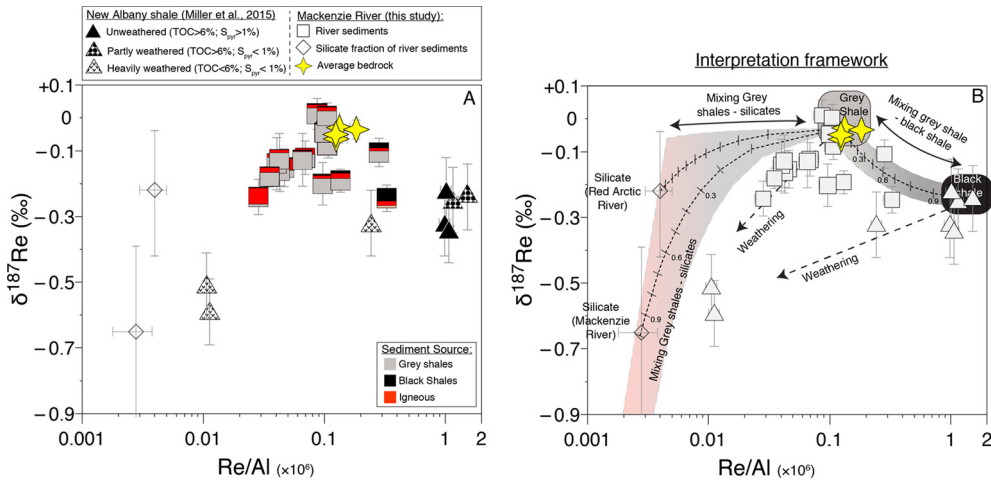 New Albany shale (Miller et al., 2015)
Unweathered (TOC>6%; Spyr>1%)
Partly weathered (TOC>6%; Spyr< 1%)
Heavily weathered (TOC<6%; Spyr< 1%)
Mackenzie River (this study):
River sediments
Silicate fraction of river sediments
Average bedrock
A
+0.1
0
−0.1
−0.3
−0.5
−0.7
−0.9
δ187Re (‰)
Sediment Source:
Grey shales
Black Shales
Igneous
0.001
0.01
0.1
1
2
Re/Al (×10⁶)
Interpretation framework
B
+0.1
0
−0.1
−0.3
−0.5
−0.7
−0.9
δ187Re (‰)
Mixing Grey
shales - silicates
Grey
Shale
Mixing grey shale
- black shale
0.3
0.6
0.9
Black
Silicate
(Red Arctic
River)
0.3
0.6
0.9
Weathering
Weathering
Silicate
(Mackenzie
River)
Mixing Grey shales - silicates
0.001
0.01
0.1
1
2
Re/Al (×10⁶)